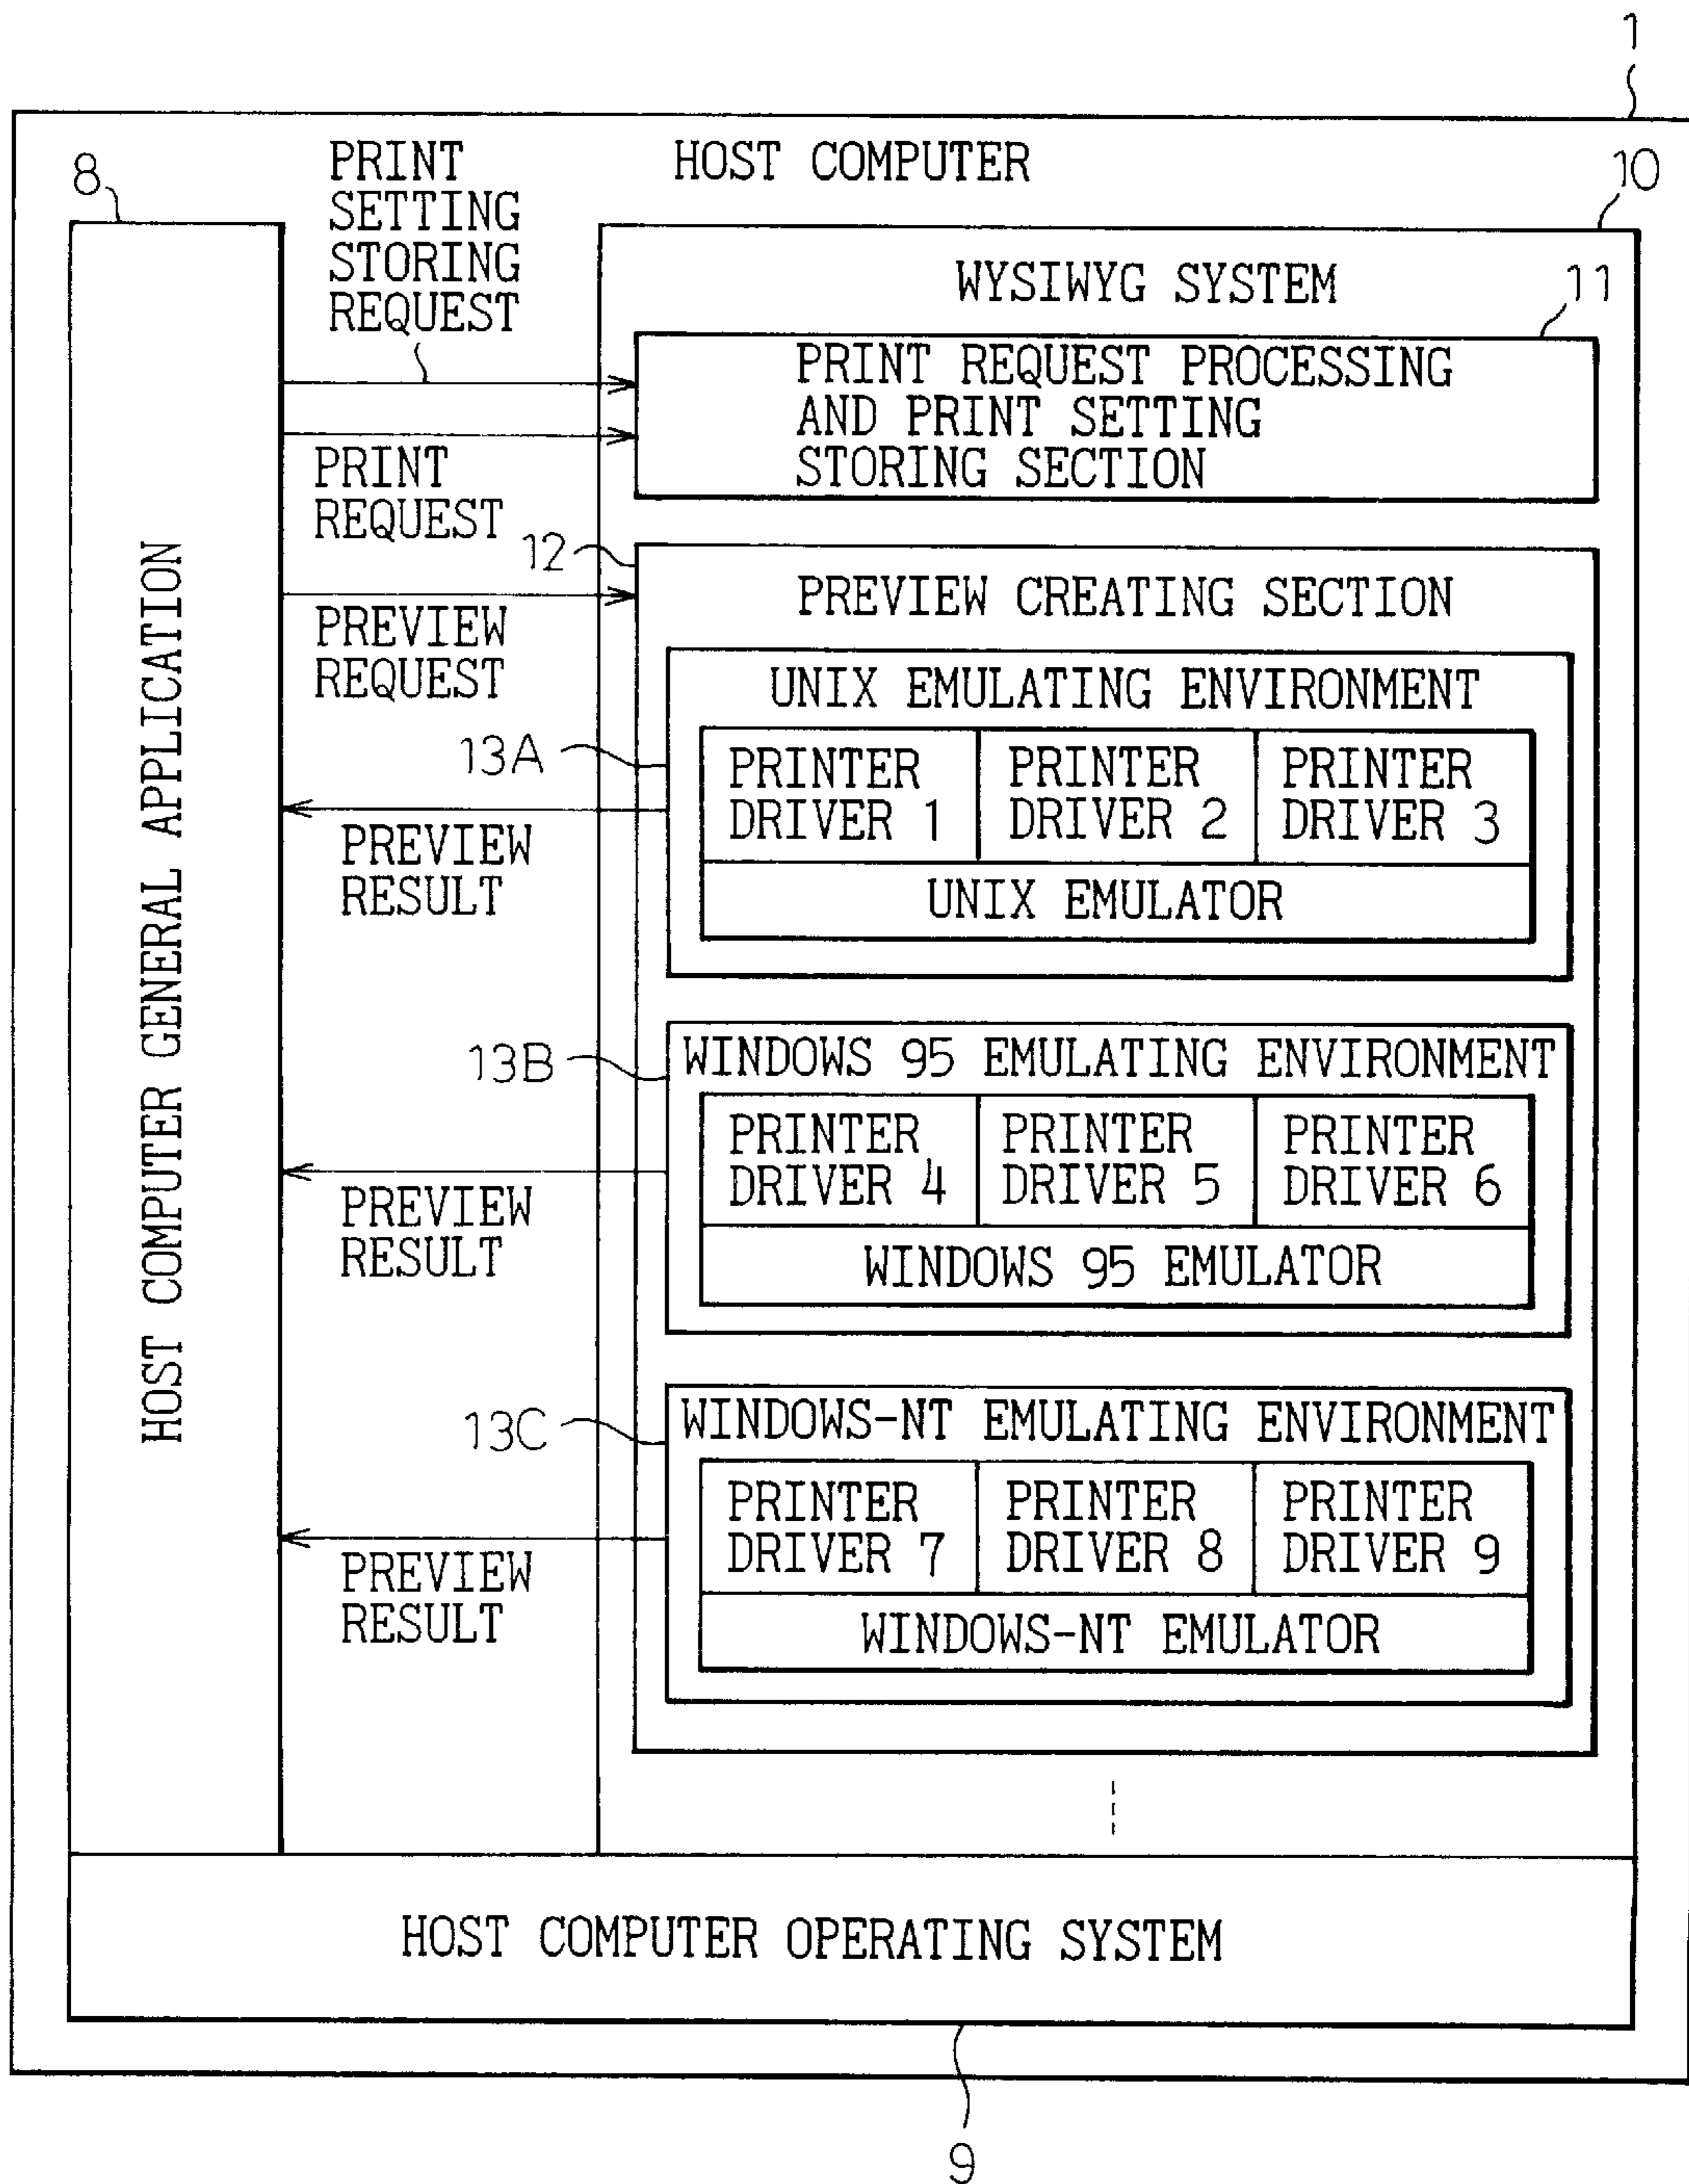 1
HOST COMPUTER
8
PRINT
SETTING
STORING
REQUEST
10
WYSIWYG SYSTEM
11
PRINT REQUEST PROCESSING
AND PRINT SETTING
STORING SECTION
PRINT
REQUEST
12
PREVIEW CREATING SECTION
PREVIEW
REQUEST
HOST COMPUTER GENERAL APPLICATION
UNIX EMULATING ENVIRONMENT
13A
PRINTER
DRIVER 1
PRINTER
DRIVER 2
PRINTER
DRIVER 3
UNIX EMULATOR
PREVIEW
RESULT
13B
WINDOWS 95 EMULATING ENVIRONMENT
PRINTER
DRIVER 4
PRINTER
DRIVER 5
PRINTER
DRIVER 6
WINDOWS 95 EMULATOR
PREVIEW
RESULT
13C
WINDOWS-NT EMULATING ENVIRONMENT
PRINTER
DRIVER 7
PRINTER
DRIVER 8
PRINTER
DRIVER 9
WINDOWS-NT EMULATOR
PREVIEW
RESULT
HOST COMPUTER OPERATING SYSTEM
9